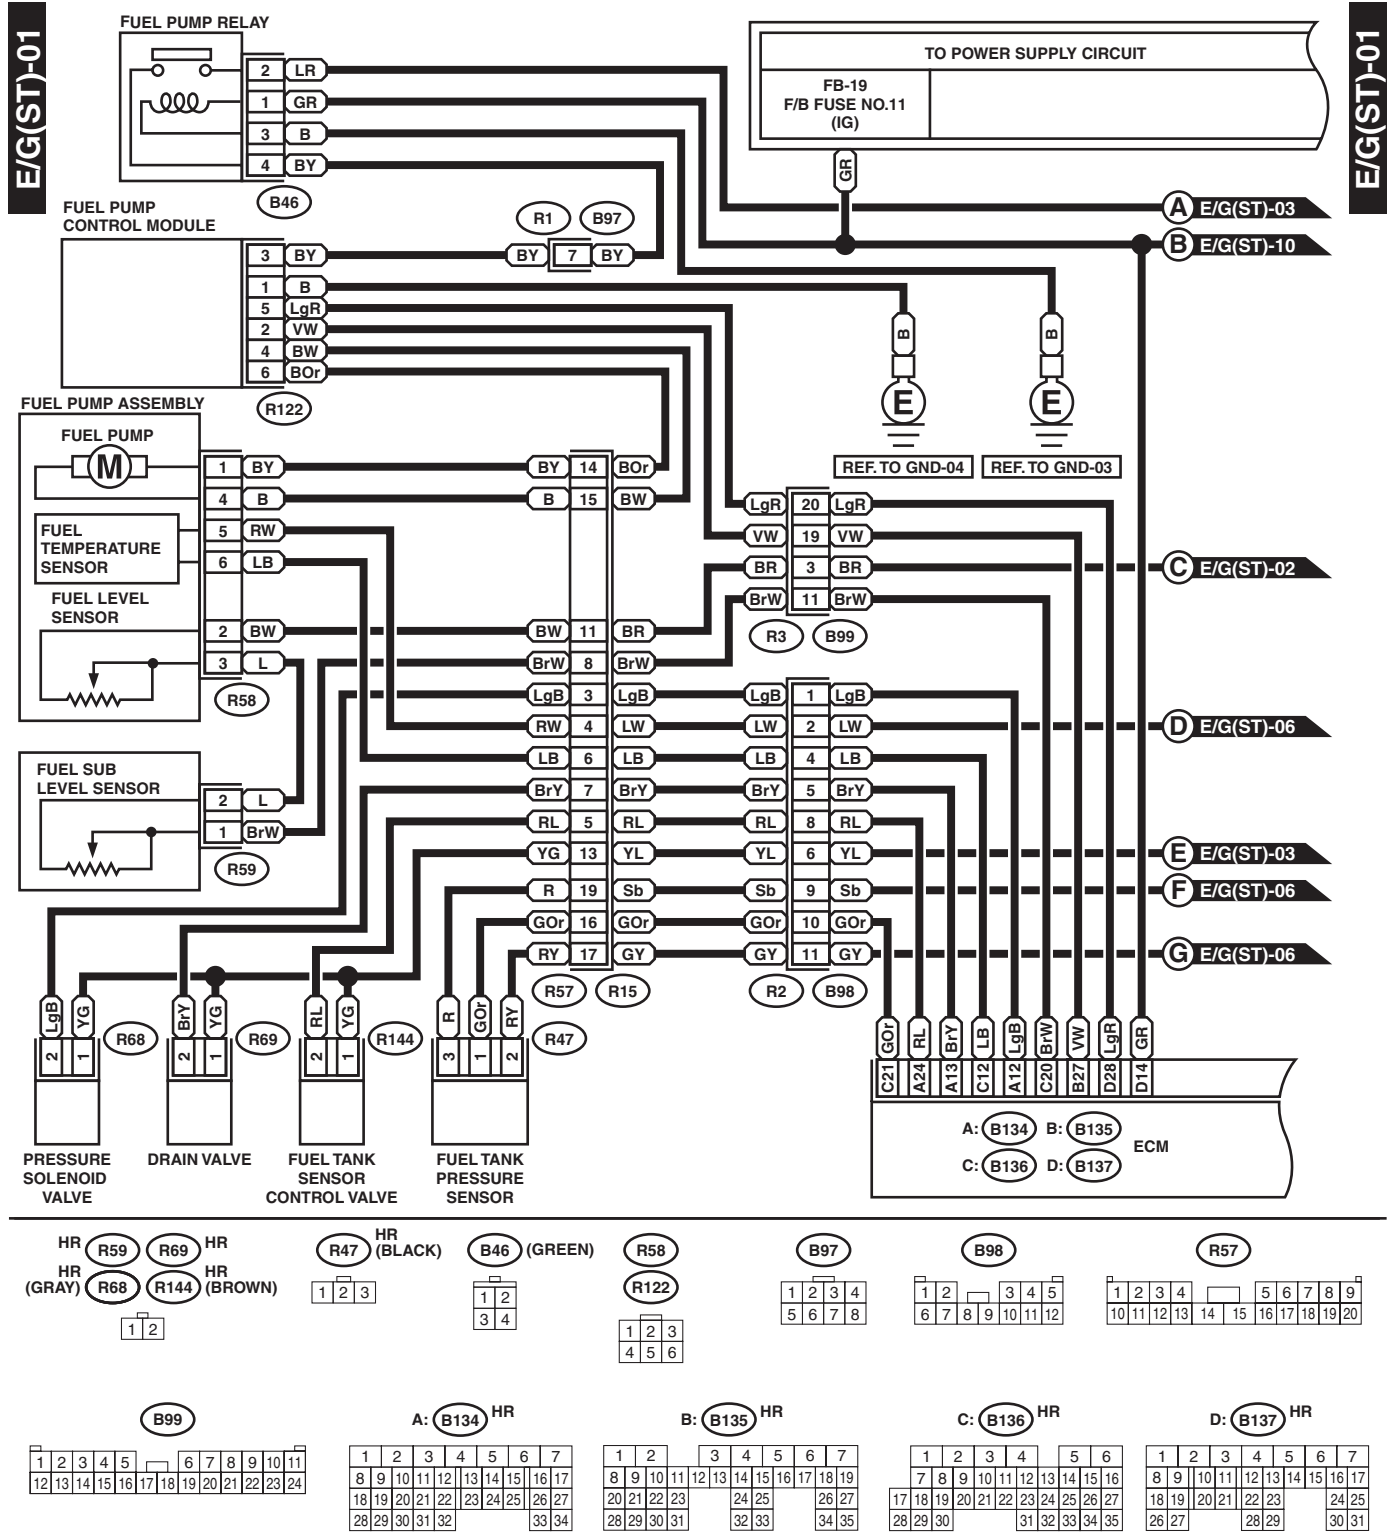 E/G(ST)-01
E/G(ST)-01
FUEL PUMP RELAY
2 LR
1 GR
3 B
4 BY
B46
TO POWER SUPPLY CIRCUIT
FB-19
F/B FUSE NO.11
(IG)
GR
A E/G(ST)-03
B E/G(ST)-10
FUEL PUMP
CONTROL MODULE
R1 B97
3 BY BY 7 BY
1 B
5 LgR
2 VW
4 BW
6 BOr
R122
B B
E E
REF. TO GND-04 REF. TO GND-03
FUEL PUMP ASSEMBLY
FUEL PUMP
M
1 BY BY 14 BOr
4 B B 15 BW
FUEL
TEMPERATURE
SENSOR
5 RW
6 LB
LgR 20 LgR
VW 19 VW
BR 3 BR C E/G(ST)-02
BrW 11 BrW
R3 B99
FUEL LEVEL
SENSOR
2 BW BW 11 BR
3 L BrW 8 BrW
R58
LgB 3 LgB LgB 1 LgB
RW 4 LW LW 2 LW D E/G(ST)-06
LB 6 LB LB 4 LB
FUEL SUB
LEVEL SENSOR
2 L
1 BrW
R59
BrY 7 BrY BrY 5 BrY
RL 5 RL RL 8 RL
YG 13 YL YL 6 YL E E/G(ST)-03
R 19 Sb Sb 9 Sb F E/G(ST)-06
GOr 16 GOr GOr 10 GOr
RY 17 GY GY 11 GY G E/G(ST)-06
R57 R15 R2 B98
LgB YG R68 BrY YG R69 RL YG R144 R GOr RY R47
2 1 2 1 2 1 3 1 2
GOr RL BrY LB LgB BrW VW LgR GR
C21 A24 A13 C12 A12 C20 B27 D28 D14
A: B134 B: B135
C: B136 D: B137
ECM
PRESSURE
SOLENOID
VALVE
DRAIN VALVE
FUEL TANK
SENSOR
CONTROL VALVE
FUEL TANK
PRESSURE
SENSOR
HR R59 R69 HR
HR (GRAY) R68 R144 HR (BROWN)
1 2
R47 HR (BLACK)
1 2 3
B46 (GREEN)
1 2
3 4
R58
R122
1 2 3
4 5 6
B97
1 2 3 4
5 6 7 8
B98
1 2 3 4 5
6 7 8 9 10 11 12
R57
1 2 3 4 5 6 7 8 9
10 11 12 13 14 15 16 17 18 19 20
B99
1 2 3 4 5 6 7 8 9 10 11
12 13 14 15 16 17 18 19 20 21 22 23 24
A: B134 HR
1 2 3 4 5 6 7
8 9 10 11 12 13 14 15 16 17
18 19 20 21 22 23 24 25 26 27
28 29 30 31 32 33 34
B: B135 HR
1 2 3 4 5 6 7
8 9 10 11 12 13 14 15 16 17 18 19
20 21 22 23 24 25 26 27
28 29 30 31 32 33 34 35
C: B136 HR
1 2 3 4 5 6
7 8 9 10 11 12 13 14 15 16
17 18 19 20 21 22 23 24 25 26 27
28 29 30 31 32 33 34 35
D: B137 HR
1 2 3 4 5 6 7
8 9 10 11 12 13 14 15 16 17
18 19 20 21 22 23 24 25
26 27 28 29 30 31